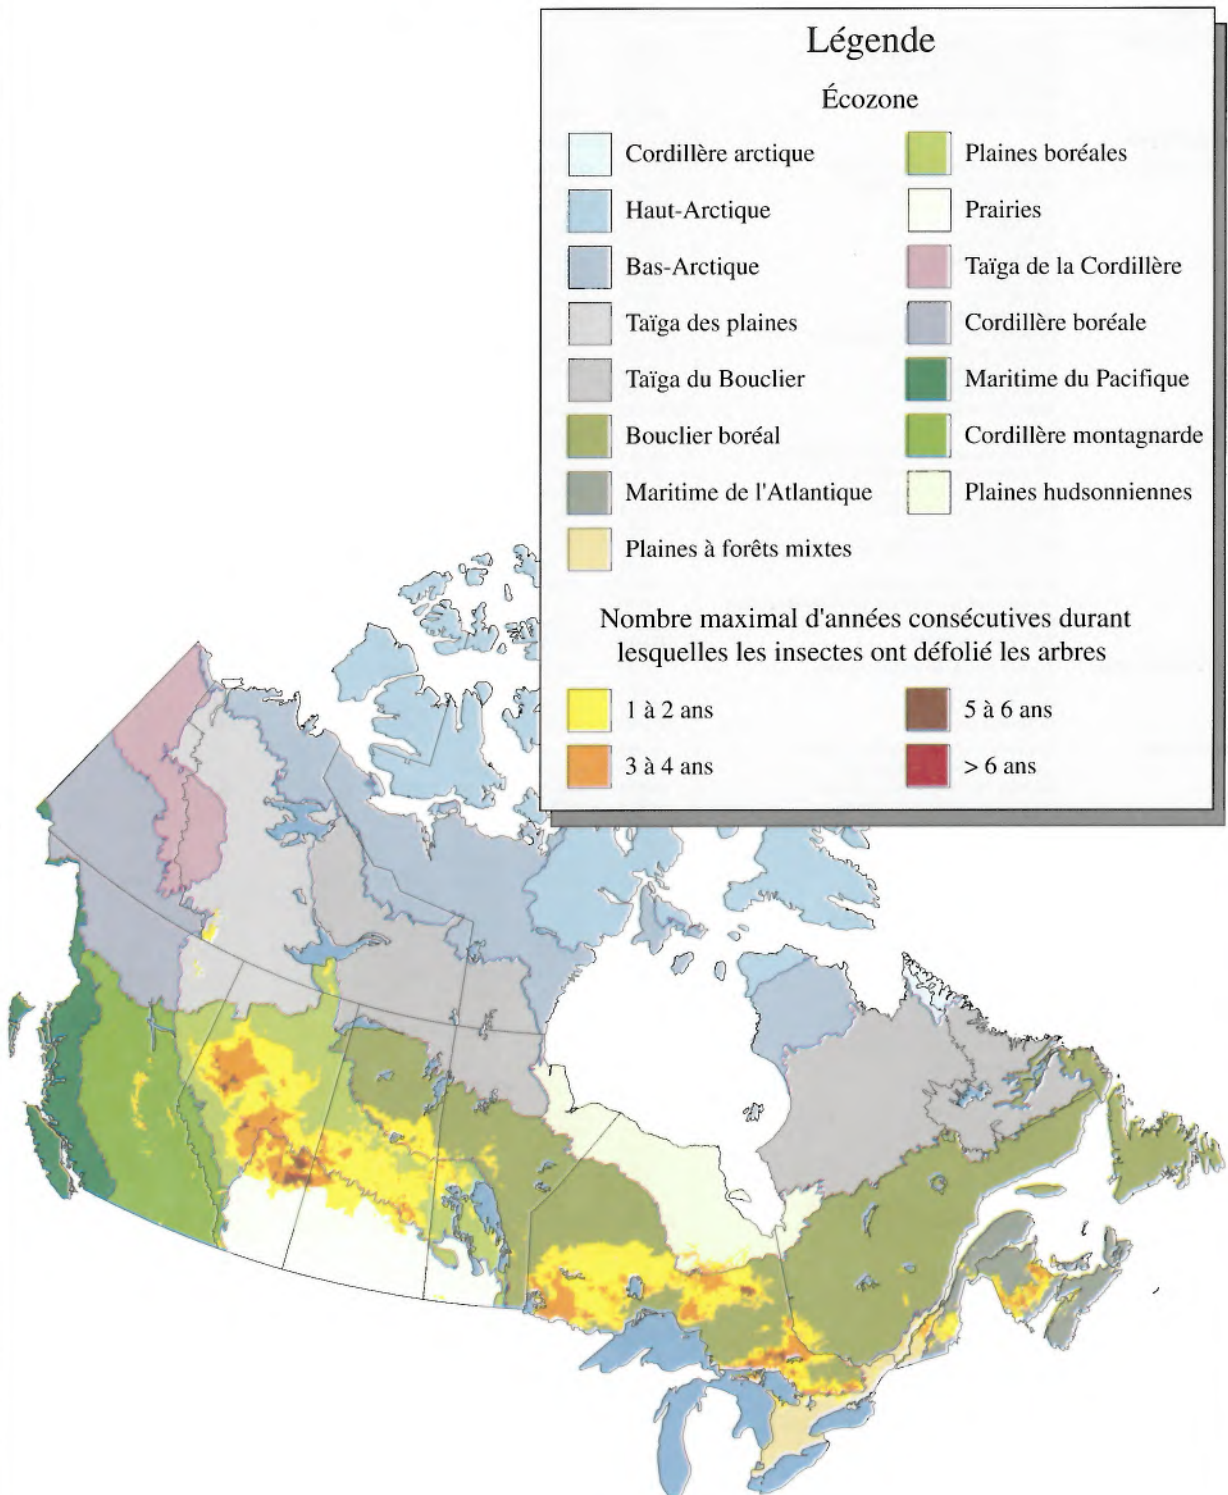 Légende
Écozone
Cordillère arctique
Haut-Arctique
Bas-Arctique
Taïga des plaines
Taïga du Bouclier
Bouclier boréal
Maritime de l'Atlantique
Plaines à forêts mixtes
Plaines boréales
Prairies
Taïga de la Cordillère
Cordillère boréale
Maritime du Pacifique
Cordillère montagnarde
Plaines hudsonniennes
Nombre maximal d'années consécutives durant
lesquelles les insectes ont défolié les arbres
1 à 2 ans
3 à 4 ans
5 à 6 ans
> 6 ans